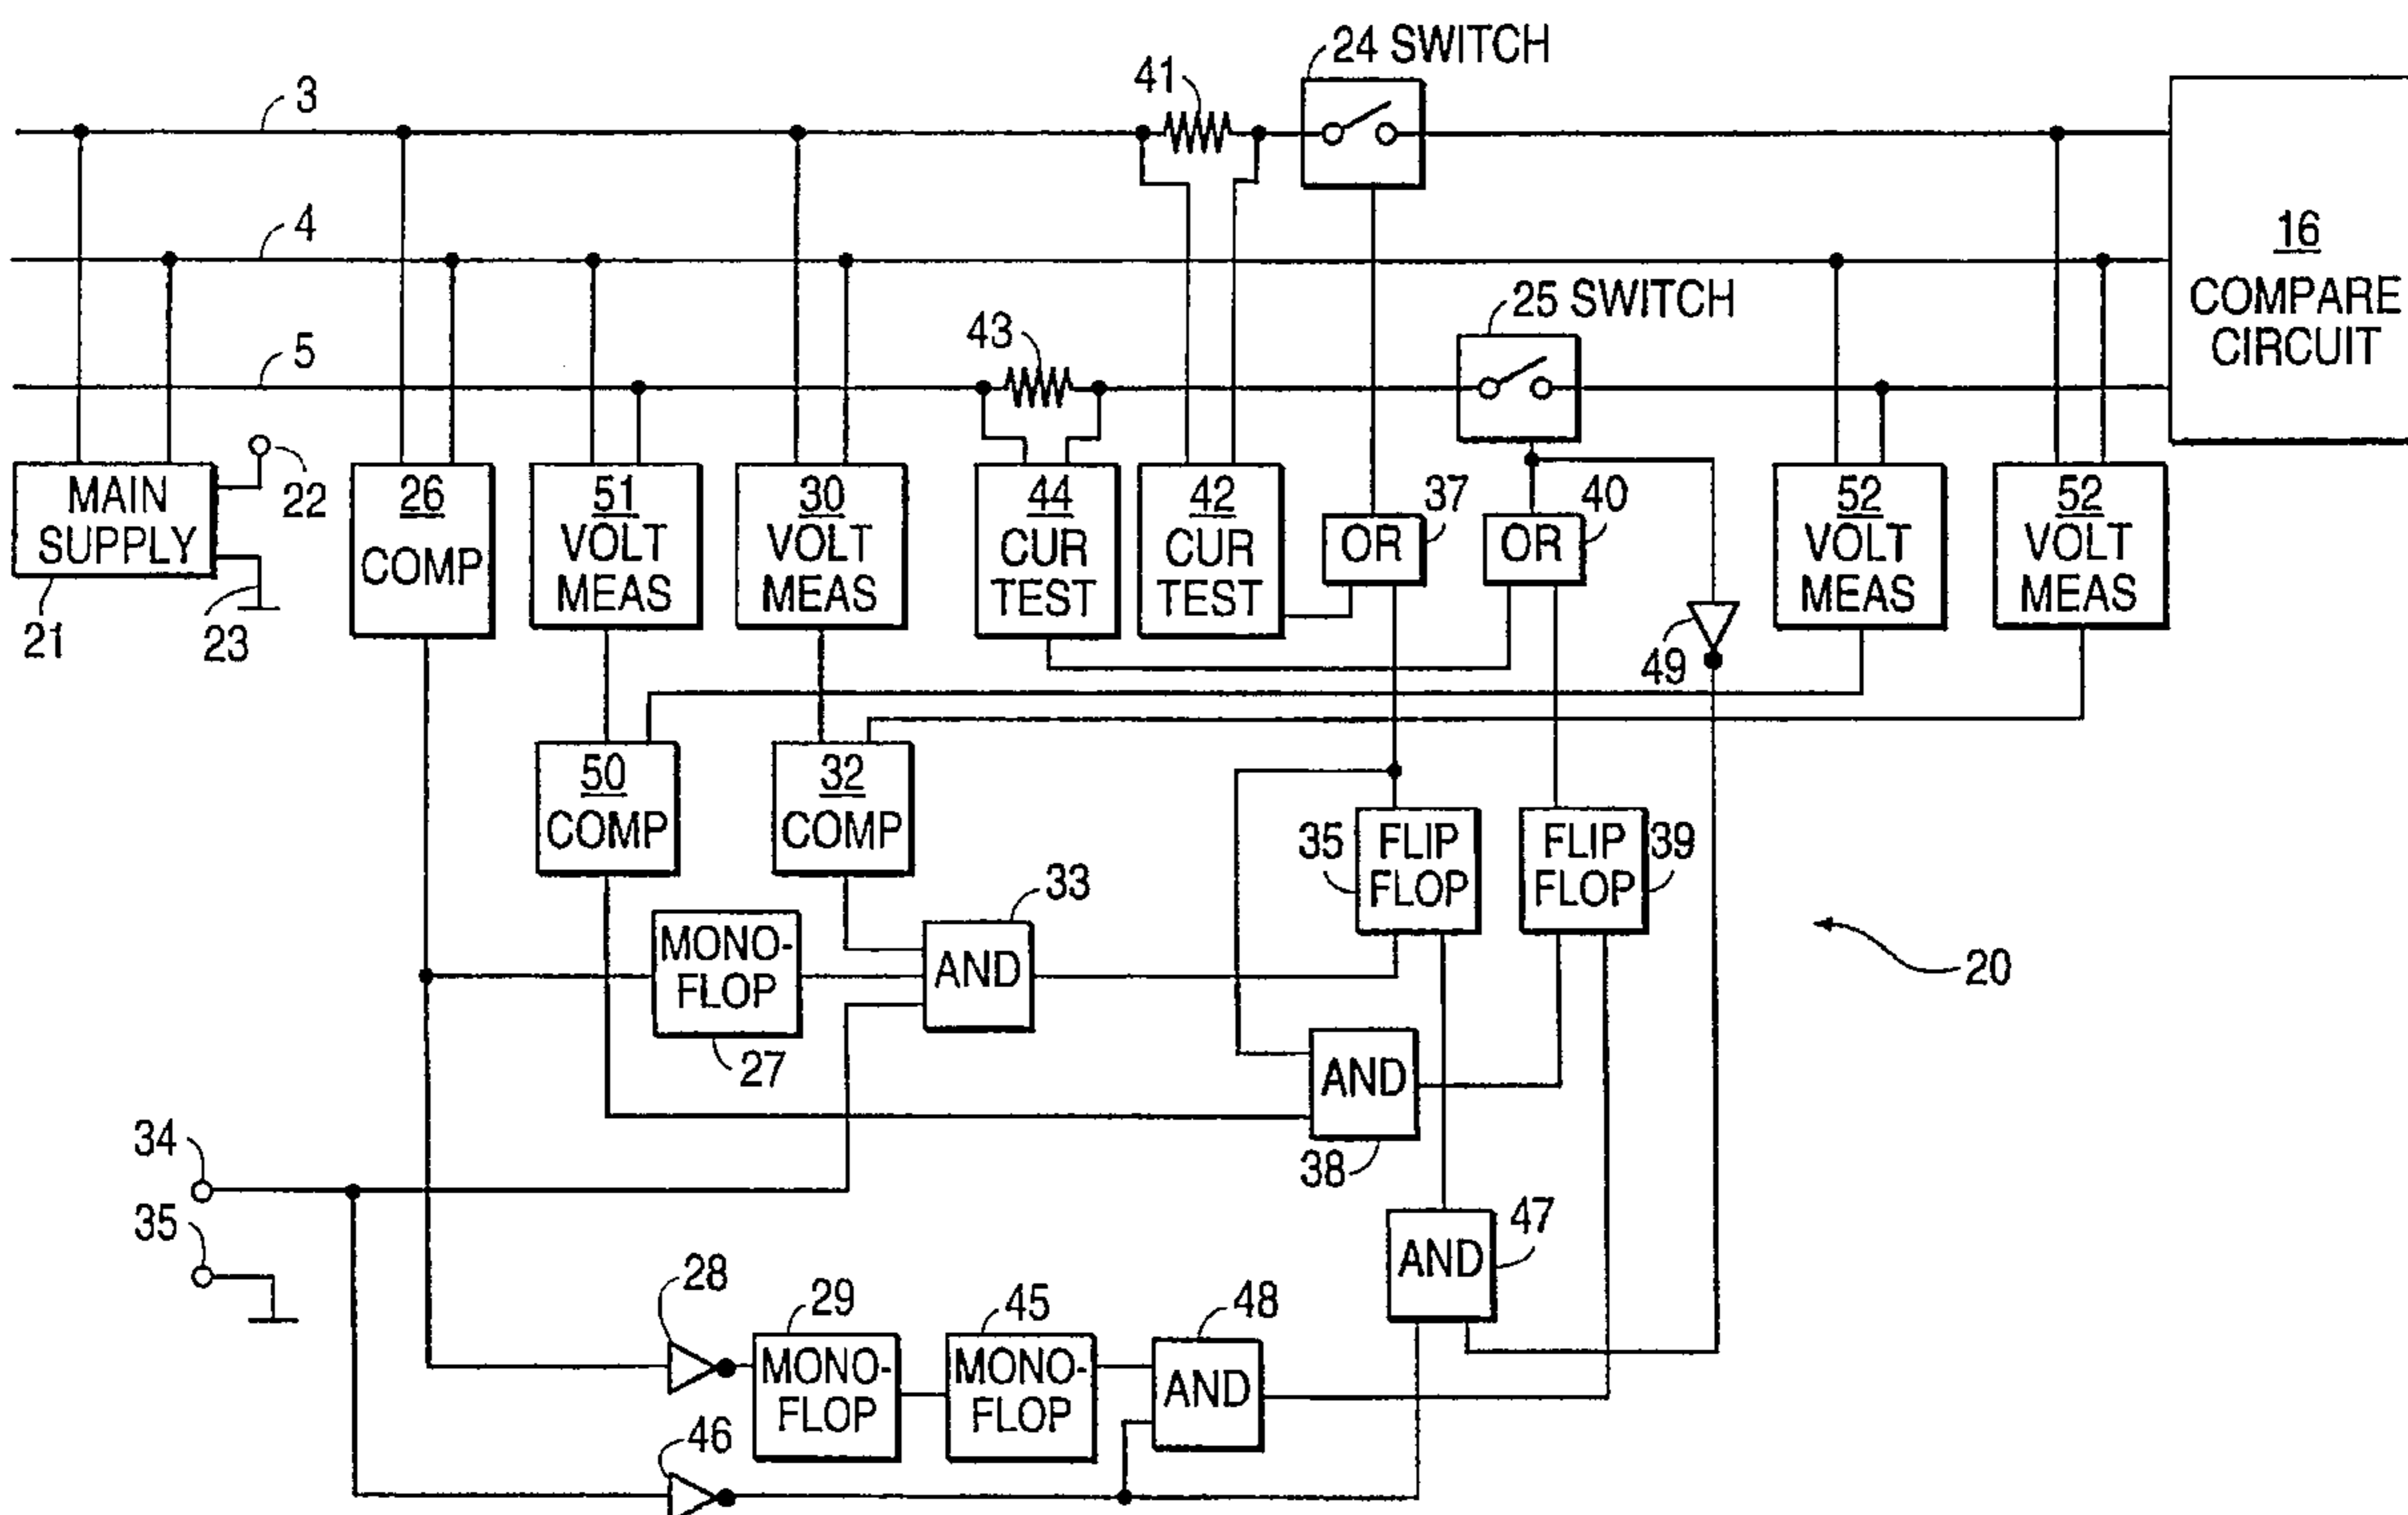 24 SWITCH
41
3
4
16
COMPARE
CIRCUIT
25 SWITCH
5
43
22
MAIN
SUPPLY
21
23
26
COMP
51
VOLT
MEAS
30
VOLT
MEAS
44
CUR
TEST
42
CUR
TEST
OR
37
OR
40
49
52
VOLT
MEAS
52
VOLT
MEAS
50
COMP
32
COMP
35
FLIP
FLOP
FLIP
FLOP
39
33
MONO-
FLOP
27
AND
20
AND
38
34
35
AND
47
28
29
MONO-
FLOP
45
MONO-
FLOP
48
AND
46